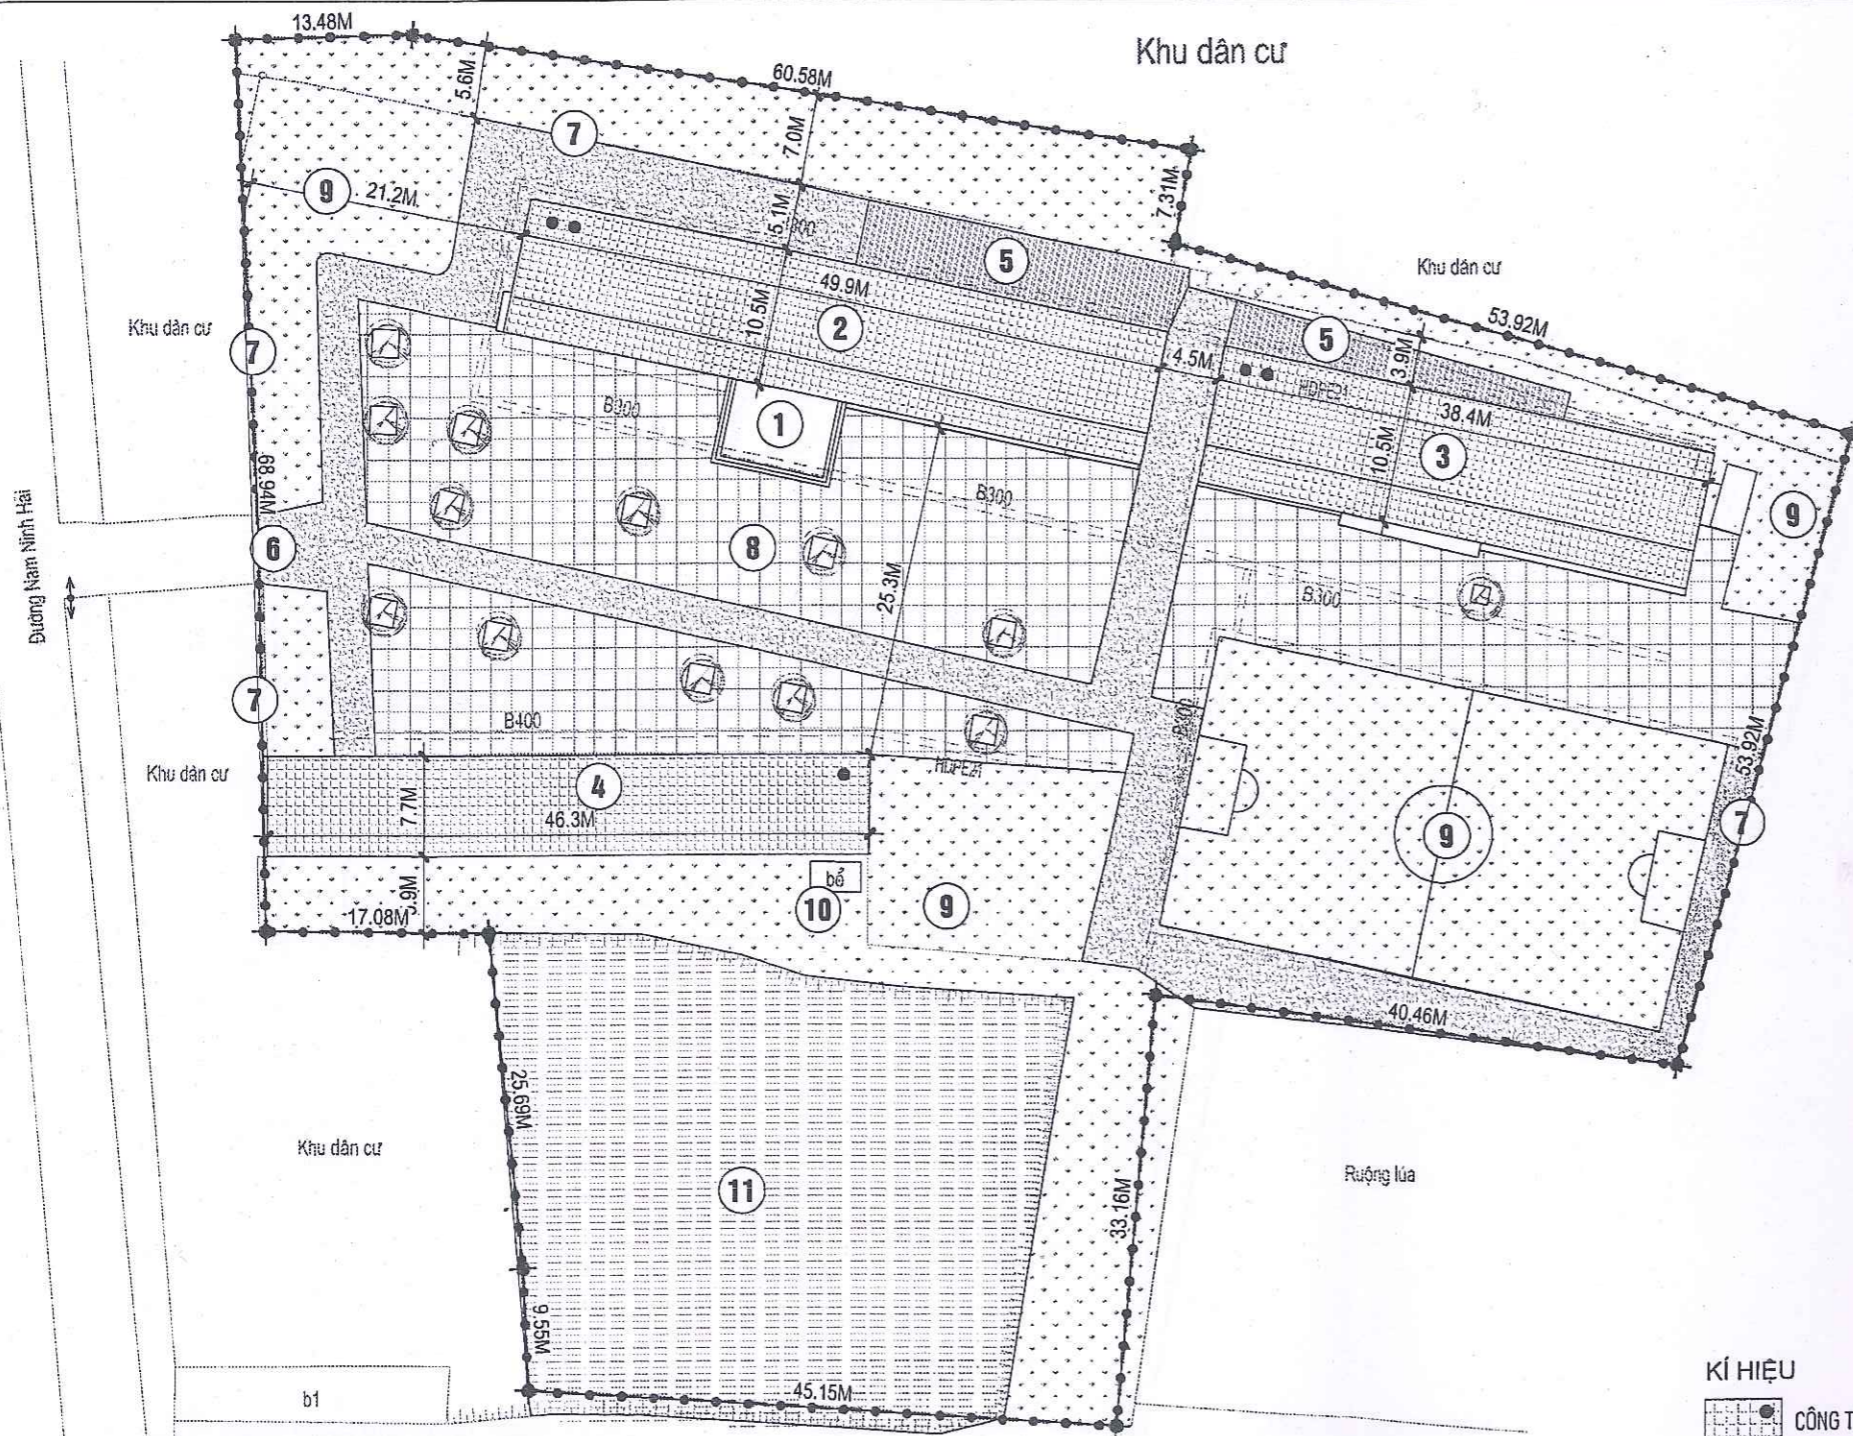 13.48M
Khu dân cư
5.6M
60.58M
7
7.0M
9
21.2M
7.31M
5.1M
5
Khu dân cư
49.9M
10.5M
2
Khu dân cư
53.92M
7
4.5M
5
3.9M
HDPE21
B300
1
38.4M
10.5M
3
68.94M
B300
9
Đường Nam Ninh Hải
6
8
25.3M
B300
7
B400
B300
53.92M
Khu dân cư
HDPE21
4
7.7M
46.3M
7
9
bể
17.08M
10
9
40.46M
25.69M
Khu dân cư
11
33.16M
Ruộng lúa
9.55M
45.15M
b1
KÍ HIỆU
CÔNG T